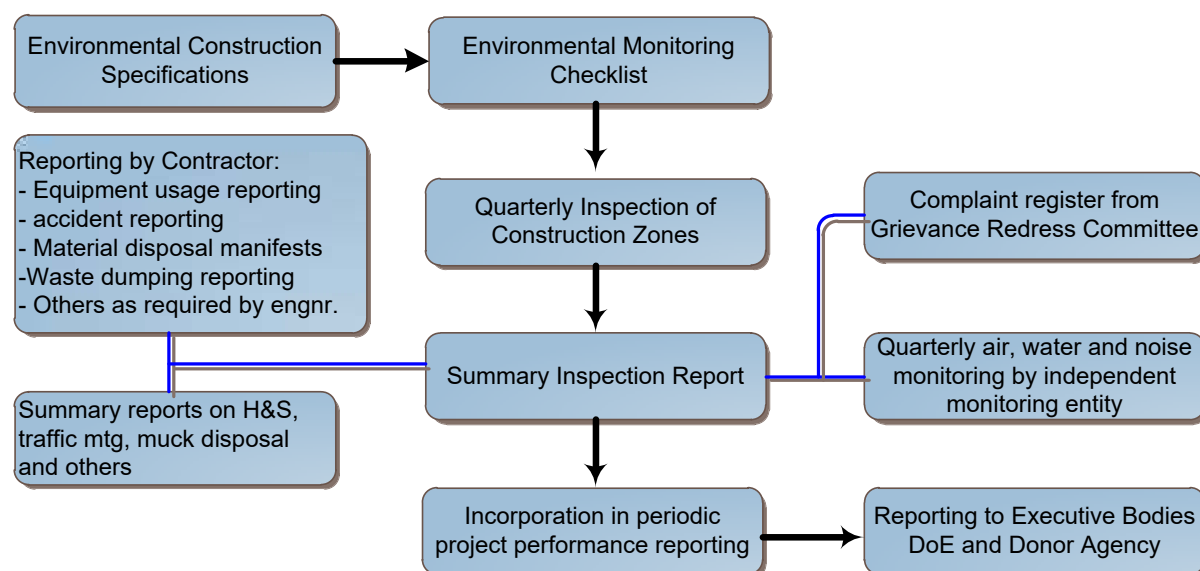 Environmental Construction
Specifications
Environmental Monitoring
Checklist
Reporting by Contractor:
- Equipment usage reporting
- accident reporting
- Material disposal manifests
-Waste dumping reporting
- Others as required by engnr.
Quarterly Inspection of
Construction Zones
Complaint register from
Grievance Redress Committee
Summary Inspection Report
Quarterly air, water and noise
monitoring by independent
monitoring entity
Summary reports on H&S,
traffic mtg, muck disposal
and others
Incorporation in periodic
project performance reporting
Reporting to Executive Bodies
DoE and Donor Agency